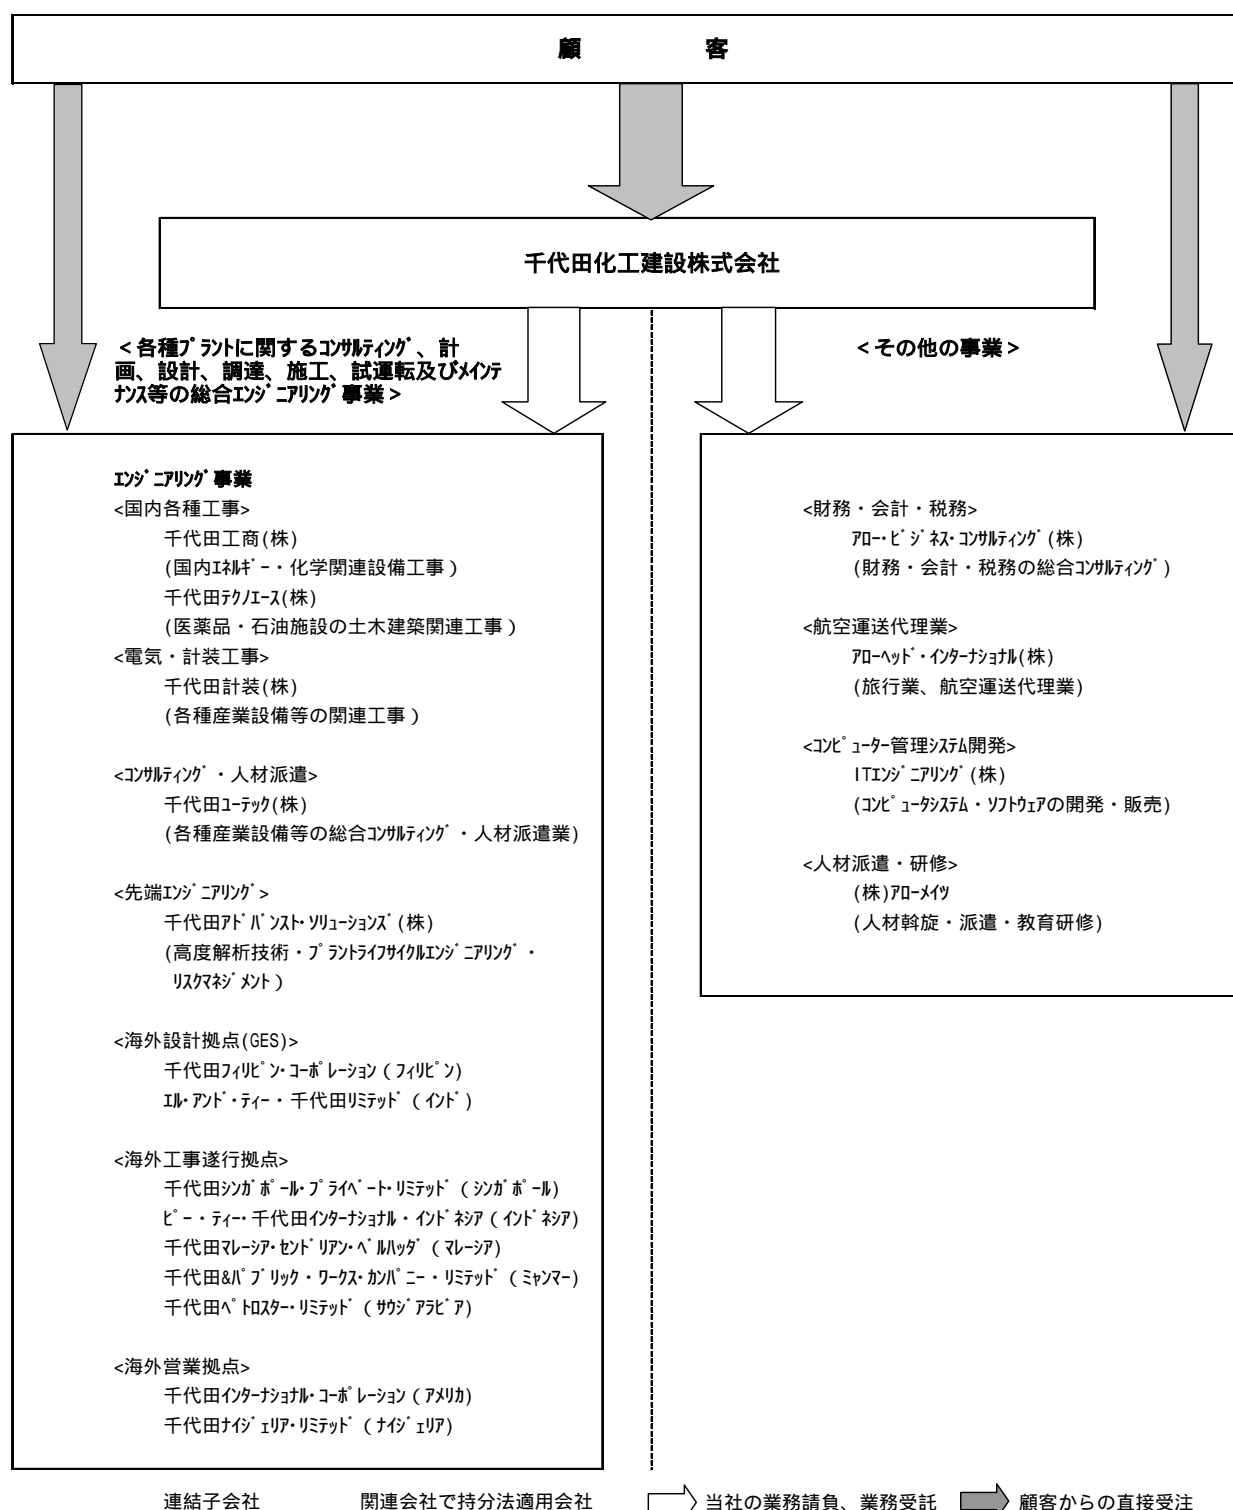 顧　客
千代田化工建設株式会社
<各種ﾌﾟﾗﾝﾄに関するｺﾝｻﾙﾃｨﾝｸﾞ、計
画、設計、調達、施工、試運転及びﾒｲﾝﾃ
ﾅﾝｽ等の総合ｴﾝｼﾞﾆｱﾘﾝｸﾞ事業>
<その他の事業>
ｴﾝｼﾞﾆｱﾘﾝｸﾞ事業
<国内各種工事>
千代田工商(株)
(国内ｴﾈﾙｷﾞｰ・化学関連設備工事)
千代田ﾃｸﾉｴｰｽ(株)
(医薬品・石油施設の土木建築関連工事)
<電気・計装工事>
千代田計装(株)
(各種産業設備等の関連工事)
<ｺﾝｻﾙﾃｨﾝｸﾞ・人材派遣>
千代田ﾕｰﾃｯｸ(株)
(各種産業設備等の総合ｺﾝｻﾙﾃｨﾝｸﾞ・人材派遣業)
<先端ｴﾝｼﾞﾆｱﾘﾝｸﾞ>
千代田ｱﾄﾞﾊﾞﾝｽﾄ･ｿﾘｭｰｼｮﾝｽﾞ(株)
(高度解析技術・ﾌﾟﾗﾝﾄﾗｲﾌｻｲｸﾙｴﾝｼﾞﾆｱﾘﾝｸﾞ・
ﾘｽｸﾏﾈｼﾞﾒﾝﾄ)
<海外設計拠点(GES)>
千代田ﾌｨﾘﾋﾟﾝ･ｺｰﾎﾟﾚｰｼｮﾝ(ﾌｨﾘﾋﾟﾝ)
ｴﾙ･ｱﾝﾄﾞ･ﾃｨｰ・千代田ﾘﾐﾃｯﾄﾞ(ｲﾝﾄﾞ)
<海外工事遂行拠点>
千代田ｼﾝｶﾞﾎﾟｰﾙ･ﾌﾟﾗｲﾍﾞｰﾄ･ﾘﾐﾃｯﾄﾞ(ｼﾝｶﾞﾎﾟｰﾙ)
ﾋﾟｰ・ﾃｨｰ･千代田ｲﾝﾀｰﾅｼｮﾅﾙ・ｲﾝﾄﾞﾈｼｱ(ｲﾝﾄﾞﾈｼｱ)
千代田ﾏﾚｰｼｱ･ｾﾝﾄﾞﾘｱﾝ･ﾍﾞﾙﾊｯﾀﾞ(ﾏﾚｰｼｱ)
千代田&ﾊﾟﾌﾞﾘｯｸ・ﾜｰｸｽ･ｶﾝﾊﾟﾆｰ・ﾘﾐﾃｯﾄﾞ(ﾐｬﾝﾏｰ)
千代田ﾍﾟﾄﾛｽﾀｰ･ﾘﾐﾃｯﾄﾞ(ｻｳｼﾞｱﾗﾋﾞｱ)
<海外営業拠点>
千代田ｲﾝﾀｰﾅｼｮﾅﾙ･ｺｰﾎﾟﾚｰｼｮﾝ(ｱﾒﾘｶ)
千代田ﾅｲｼﾞｪﾘｱ･ﾘﾐﾃｯﾄﾞ(ﾅｲｼﾞｪﾘｱ)
<財務・会計・税務>
ｱﾛｰ･ﾋﾞｼﾞﾈｽ･ｺﾝｻﾙﾃｨﾝｸﾞ(株)
(財務・会計・税務の総合ｺﾝｻﾙﾃｨﾝｸﾞ)
<航空運送代理業>
ｱﾛｰﾍｯﾄﾞ・ｲﾝﾀｰﾅｼｮﾅﾙ(株)
(旅行業、航空運送代理業)
<ｺﾝﾋﾟｭｰﾀｰ管理ｼｽﾃﾑ開発>
ITｴﾝｼﾞﾆｱﾘﾝｸﾞ(株)
(ｺﾝﾋﾟｭｰﾀｼｽﾃﾑ・ｿﾌﾄｳｪｱの開発・販売)
<人材派遣・研修>
(株)ｱﾛｰﾒｲﾂ
(人材斡旋・派遣・教育研修)
連結子会社　関連会社で持分法適用会社　当社の業務請負、業務受託　顧客からの直接受注